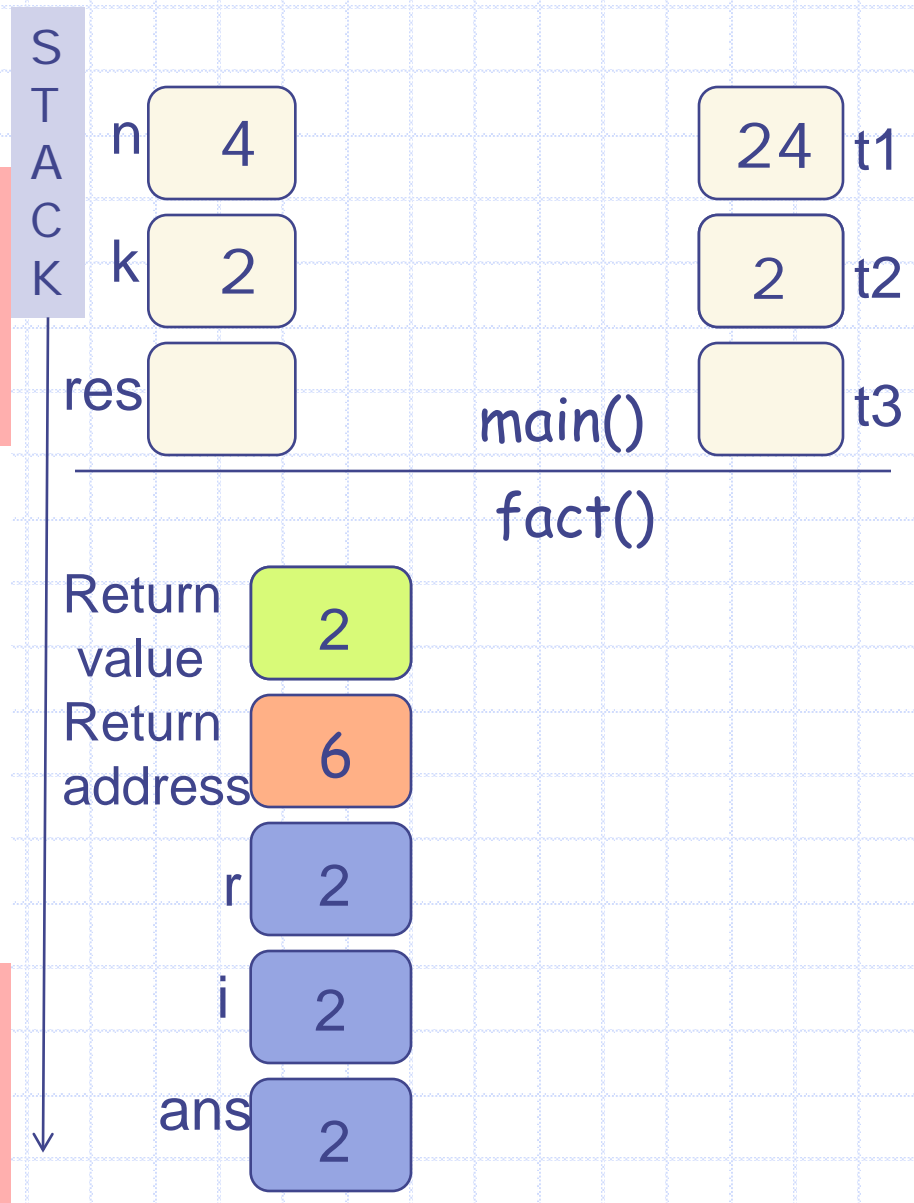 STACK
n 4 24 t1
k 2 2 t2
res t3
main()
fact()
Return
value 2
Return
address 6
r 2
i 2
ans 2